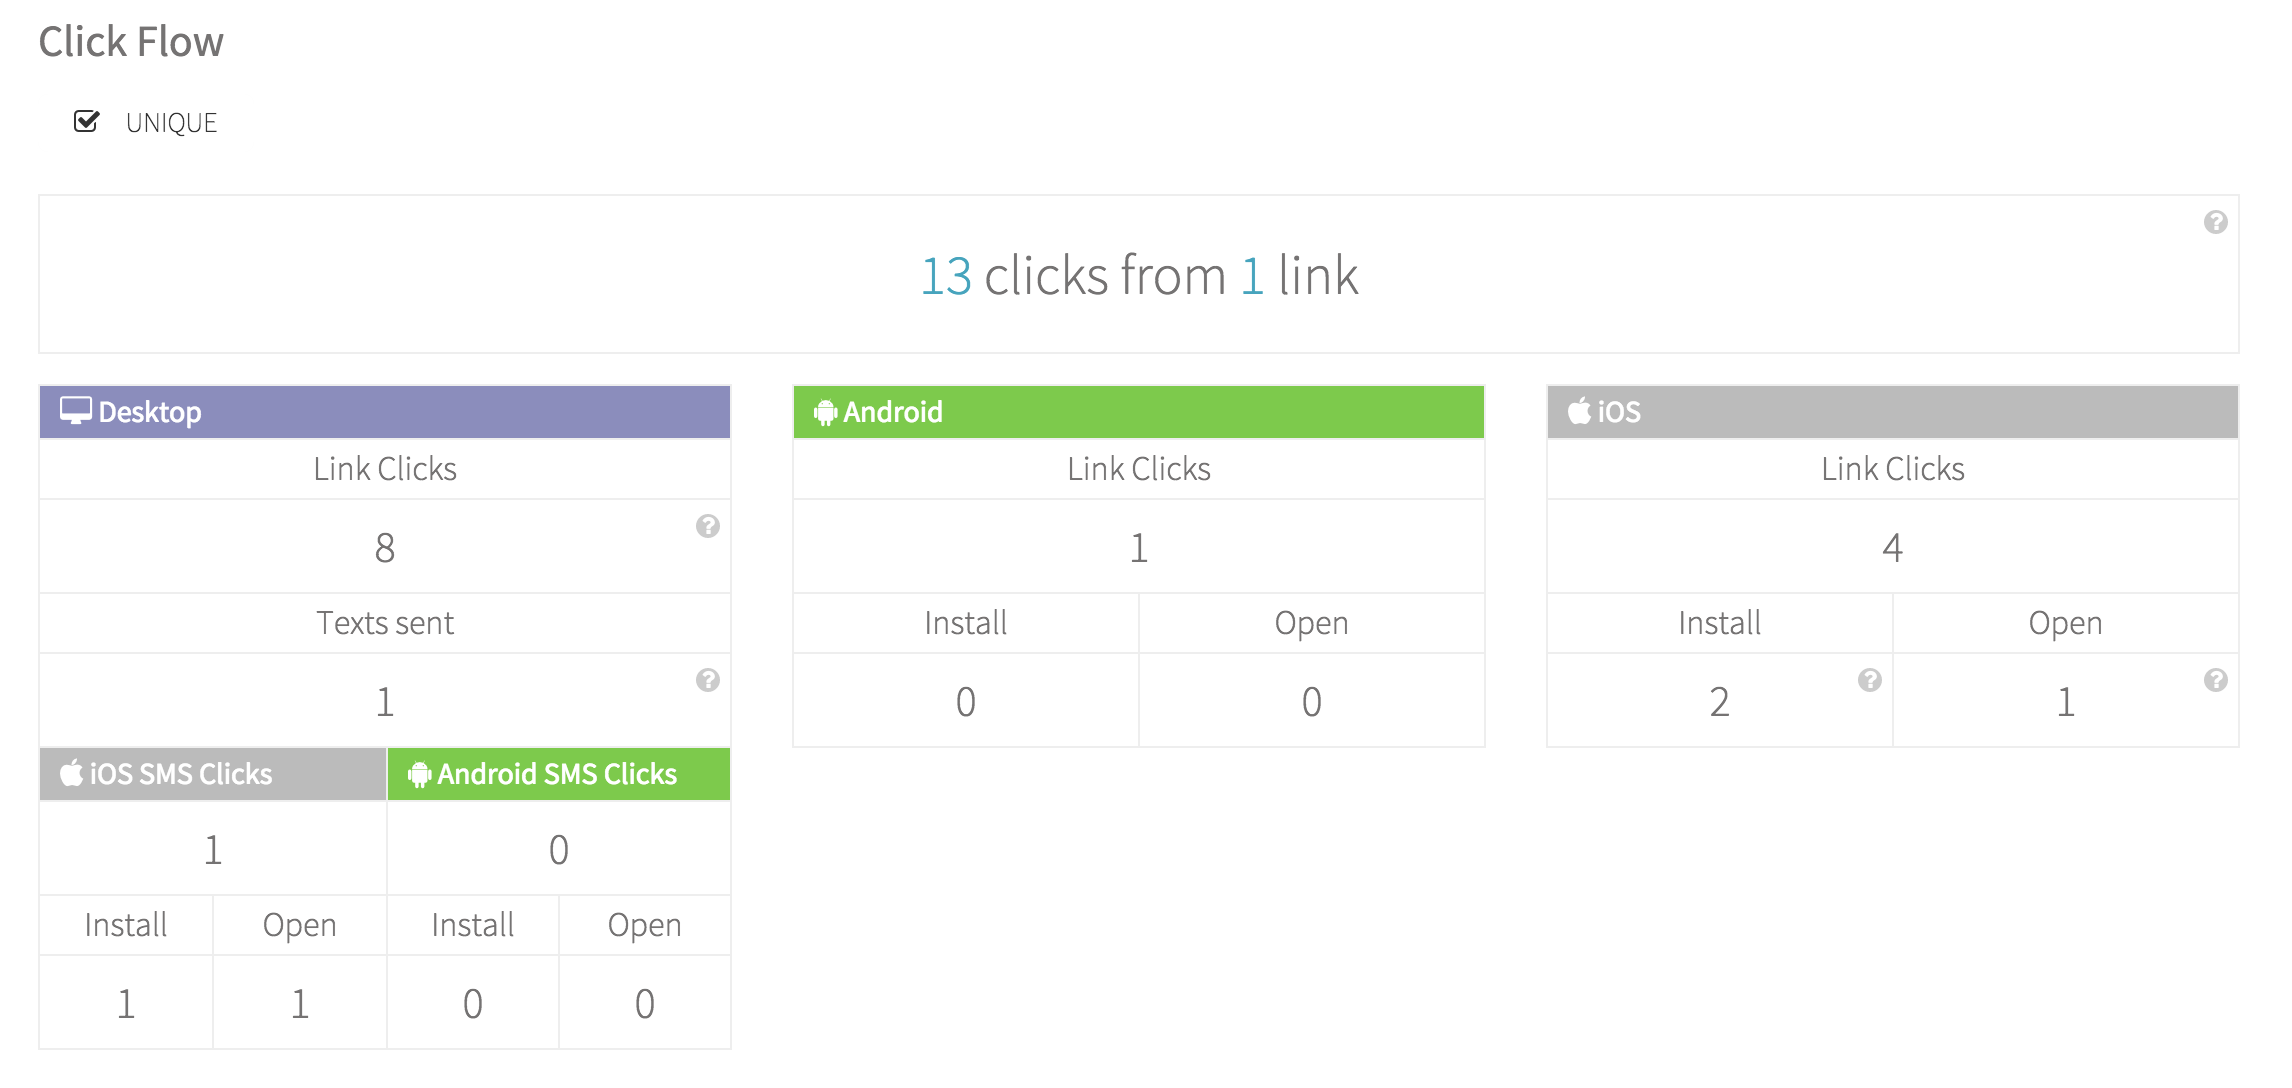 Click Flow
UNIQUE
13 clicks from 1 link
Desktop
Link Clicks
8
Texts sent
1
iOS SMS Clicks Android SMS Clicks
1 0
Install Open Install Open
1 1 0 0
Android
Link Clicks
1
Install Open
0 0
iOS
Link Clicks
4
Install Open
2 1